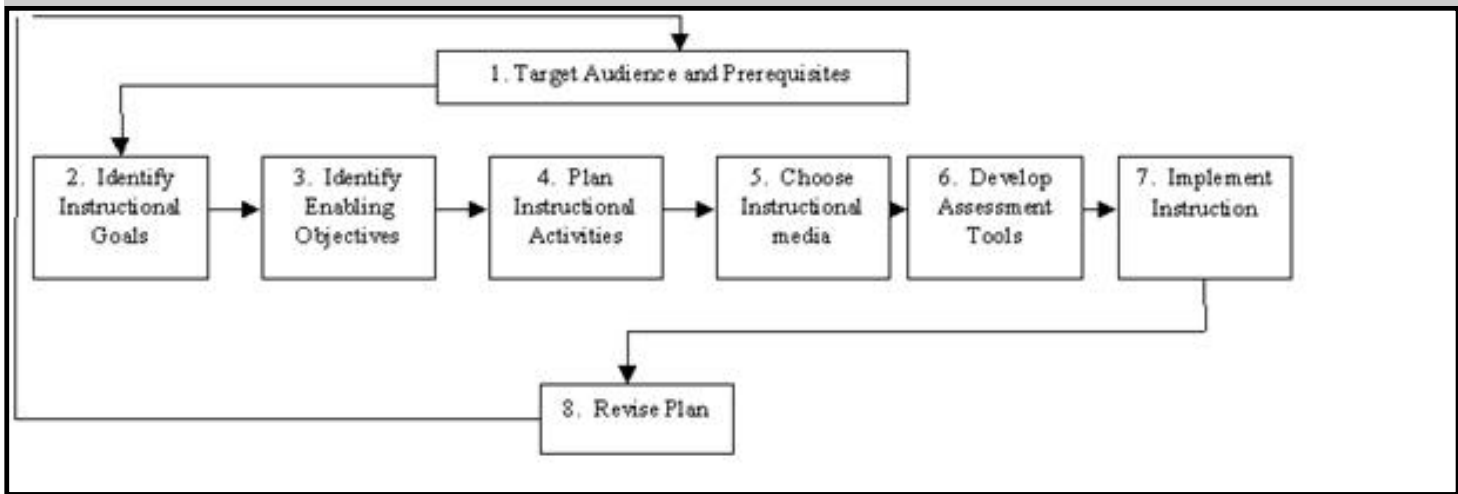 1. Target Audience and Prerequisites
2. Identify
Instructional
Goals
3. Identify
Enabling
Objectives
4. Plan
Instructional
Activities
5. Choose
Instructional
media
6. Develop
Assessment
Tools
7. Implement
Instruction
8. Revise Plan